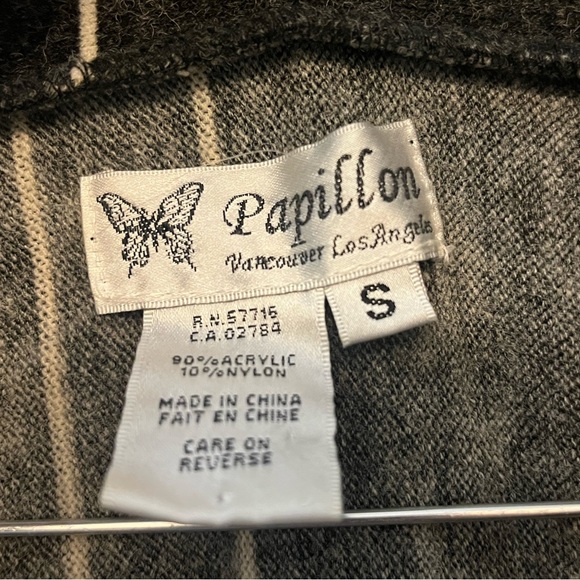 Papillon
Vancouver Los Angeles
S
R.N. 57716
C.A. 02784
90% ACRYLIC
10% NYLON
MADE IN CHINA
FAIT EN CHINE
CARE ON
REVERSE